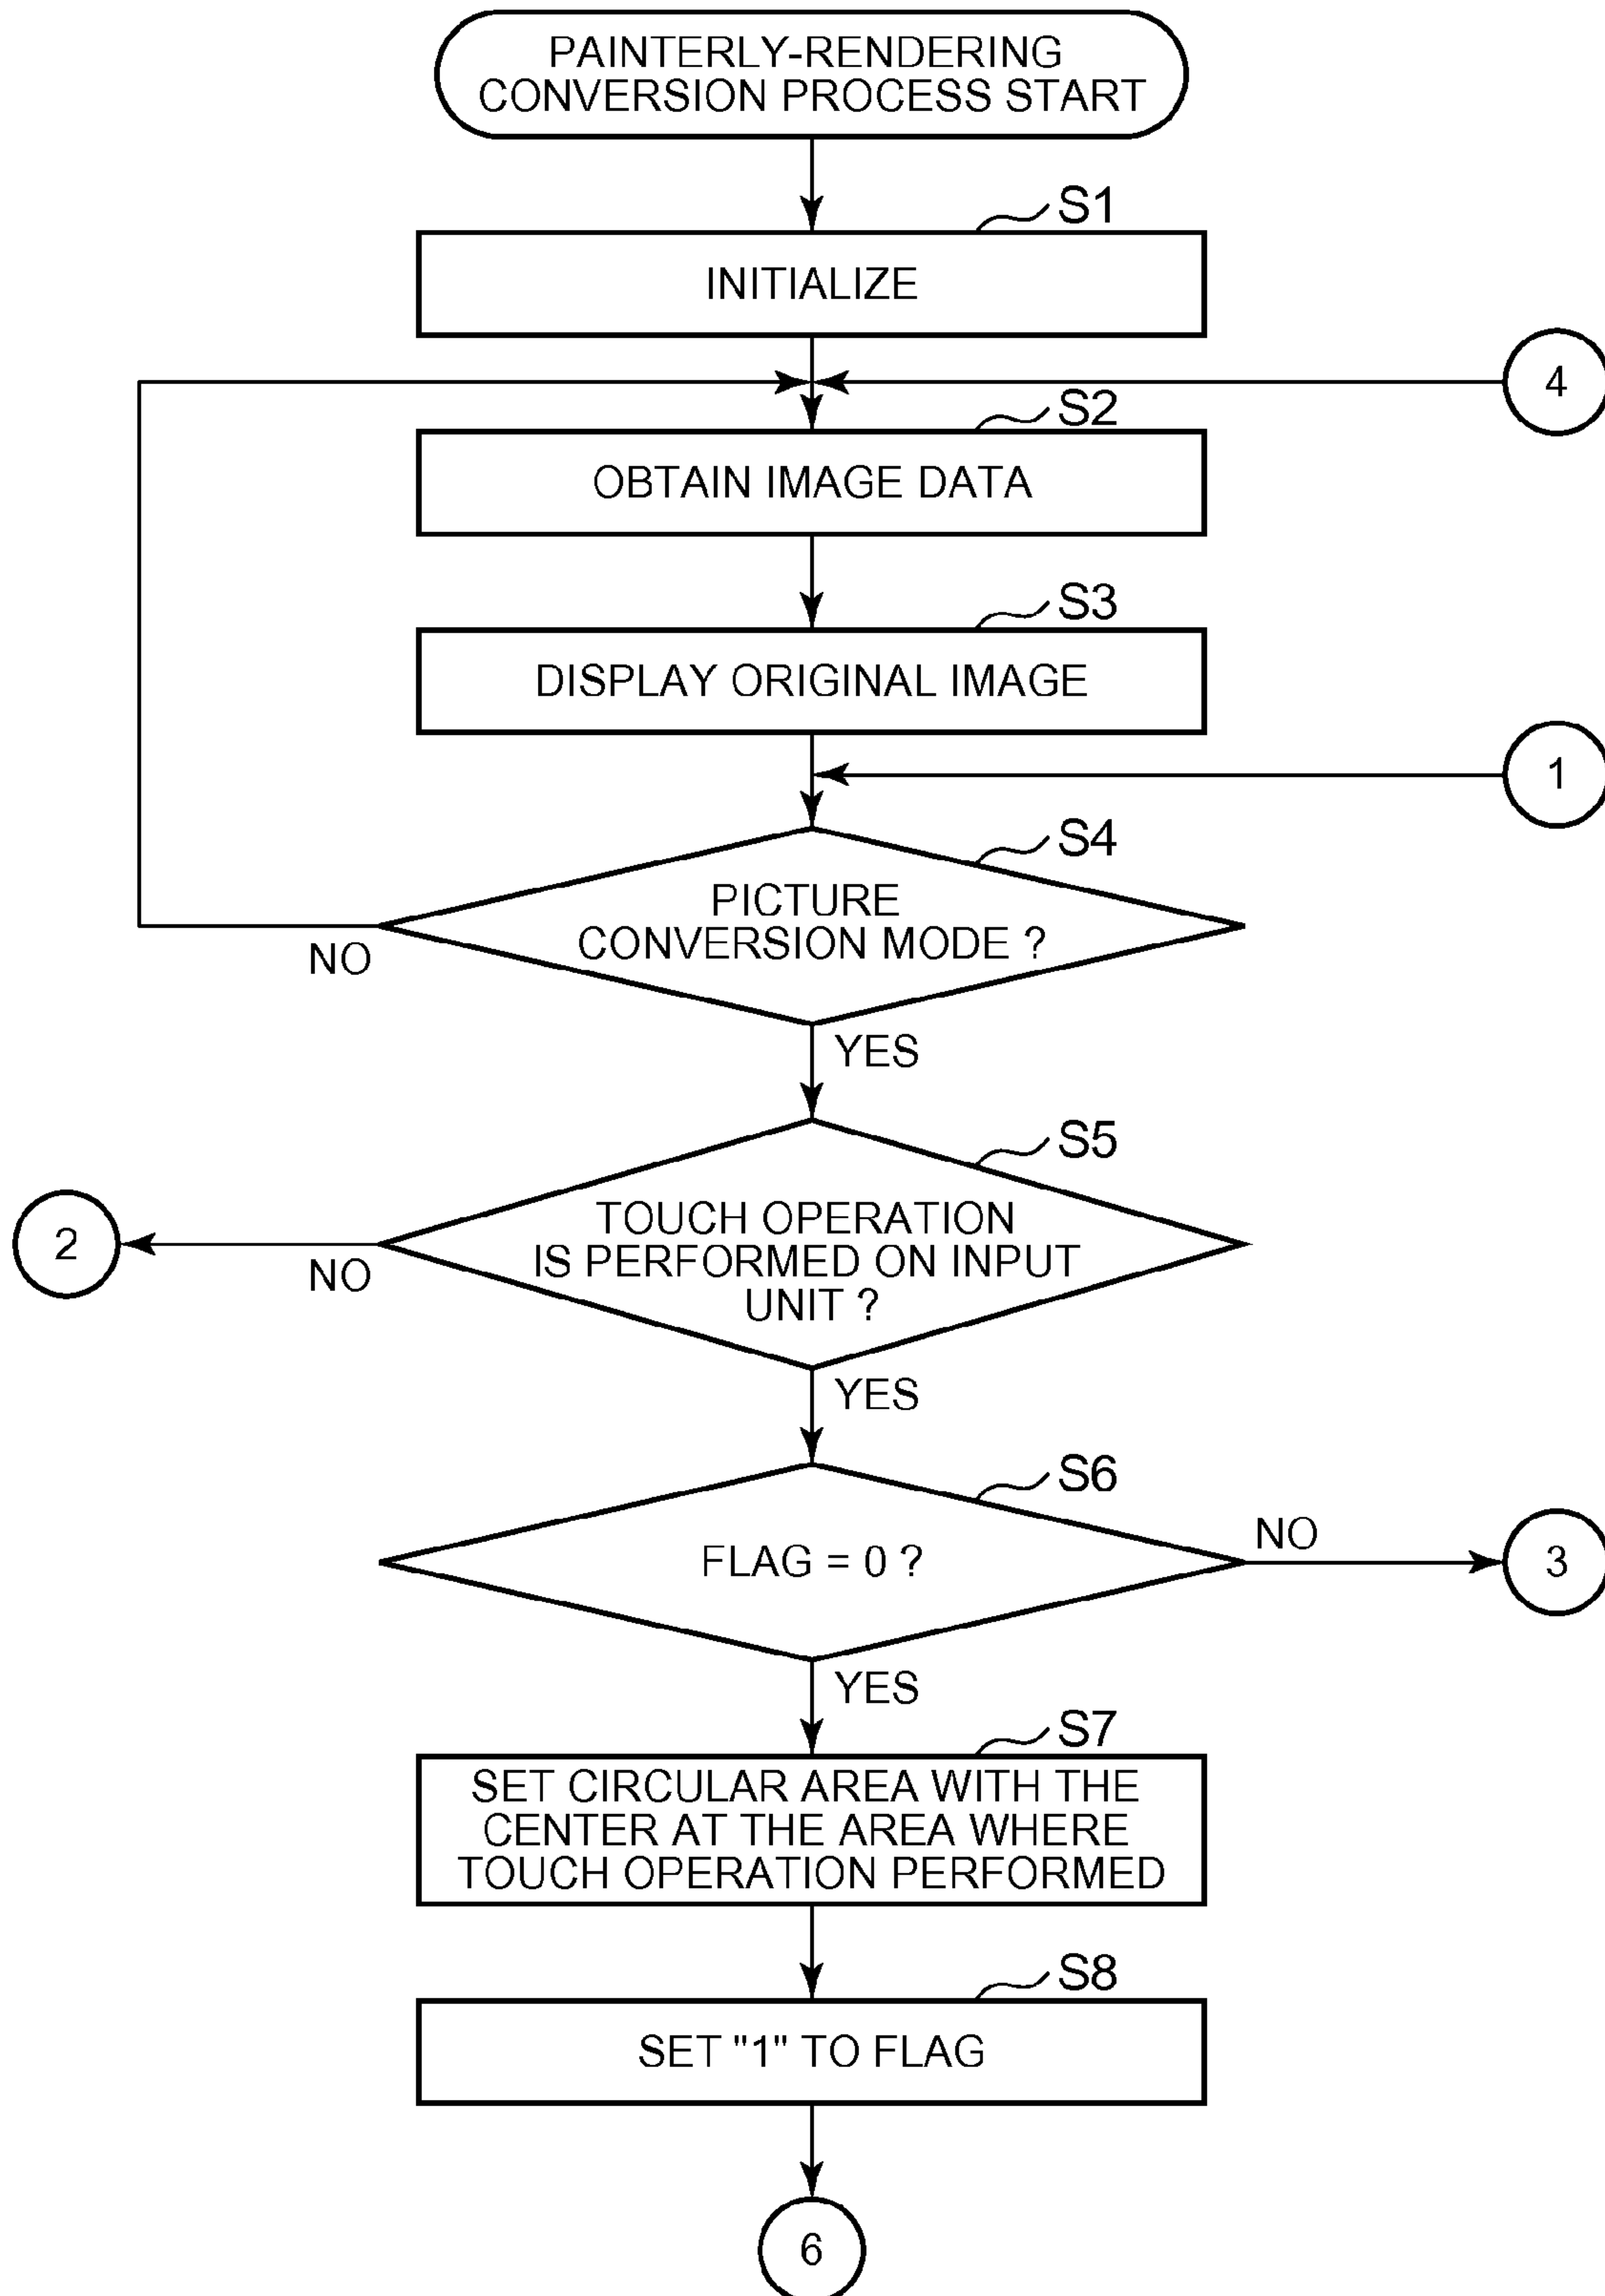 PAINTERLY-RENDERING
CONVERSION PROCESS START
S1
INITIALIZE
4
S2
OBTAIN IMAGE DATA
S3
DISPLAY ORIGINAL IMAGE
1
S4
PICTURE
CONVERSION MODE ?
NO
YES
S5
TOUCH OPERATION
IS PERFORMED ON INPUT
UNIT ?
2
NO
YES
S6
FLAG = 0 ?
NO
3
YES
S7
SET CIRCULAR AREA WITH THE
CENTER AT THE AREA WHERE
TOUCH OPERATION PERFORMED
S8
SET "1" TO FLAG
6